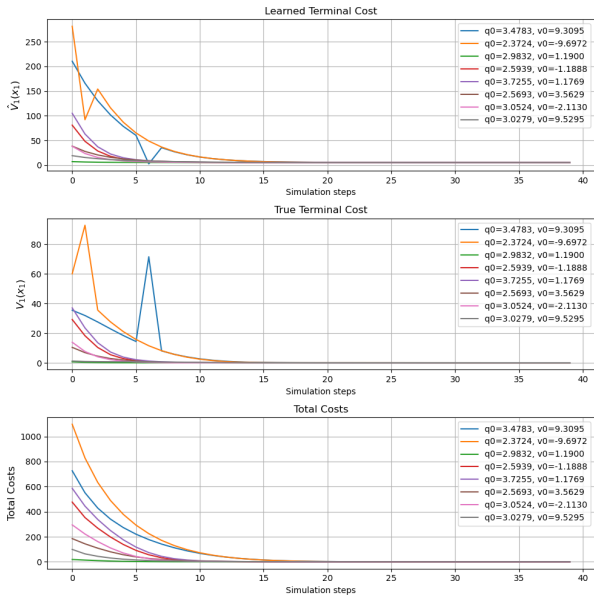 Learned Terminal Cost
250
200
150
100
50
0
V̂₁(x₁)
0 5 10 15 20 25 30 35 40
Simulation steps
q0=3.4783, v0=9.3095
q0=2.3724, v0=-9.6972
q0=2.9832, v0=1.1900
q0=2.5939, v0=-1.1888
q0=3.7255, v0=1.1769
q0=2.5693, v0=3.5629
q0=3.0524, v0=-2.1130
q0=3.0279, v0=9.5295
True Terminal Cost
80
60
40
20
0
V₁(x₁)
0 5 10 15 20 25 30 35 40
Simulation steps
q0=3.4783, v0=9.3095
q0=2.3724, v0=-9.6972
q0=2.9832, v0=1.1900
q0=2.5939, v0=-1.1888
q0=3.7255, v0=1.1769
q0=2.5693, v0=3.5629
q0=3.0524, v0=-2.1130
q0=3.0279, v0=9.5295
Total Costs
1000
800
600
400
200
0
Total Costs
0 5 10 15 20 25 30 35 40
Simulation steps
q0=3.4783, v0=9.3095
q0=2.3724, v0=-9.6972
q0=2.9832, v0=1.1900
q0=2.5939, v0=-1.1888
q0=3.7255, v0=1.1769
q0=2.5693, v0=3.5629
q0=3.0524, v0=-2.1130
q0=3.0279, v0=9.5295